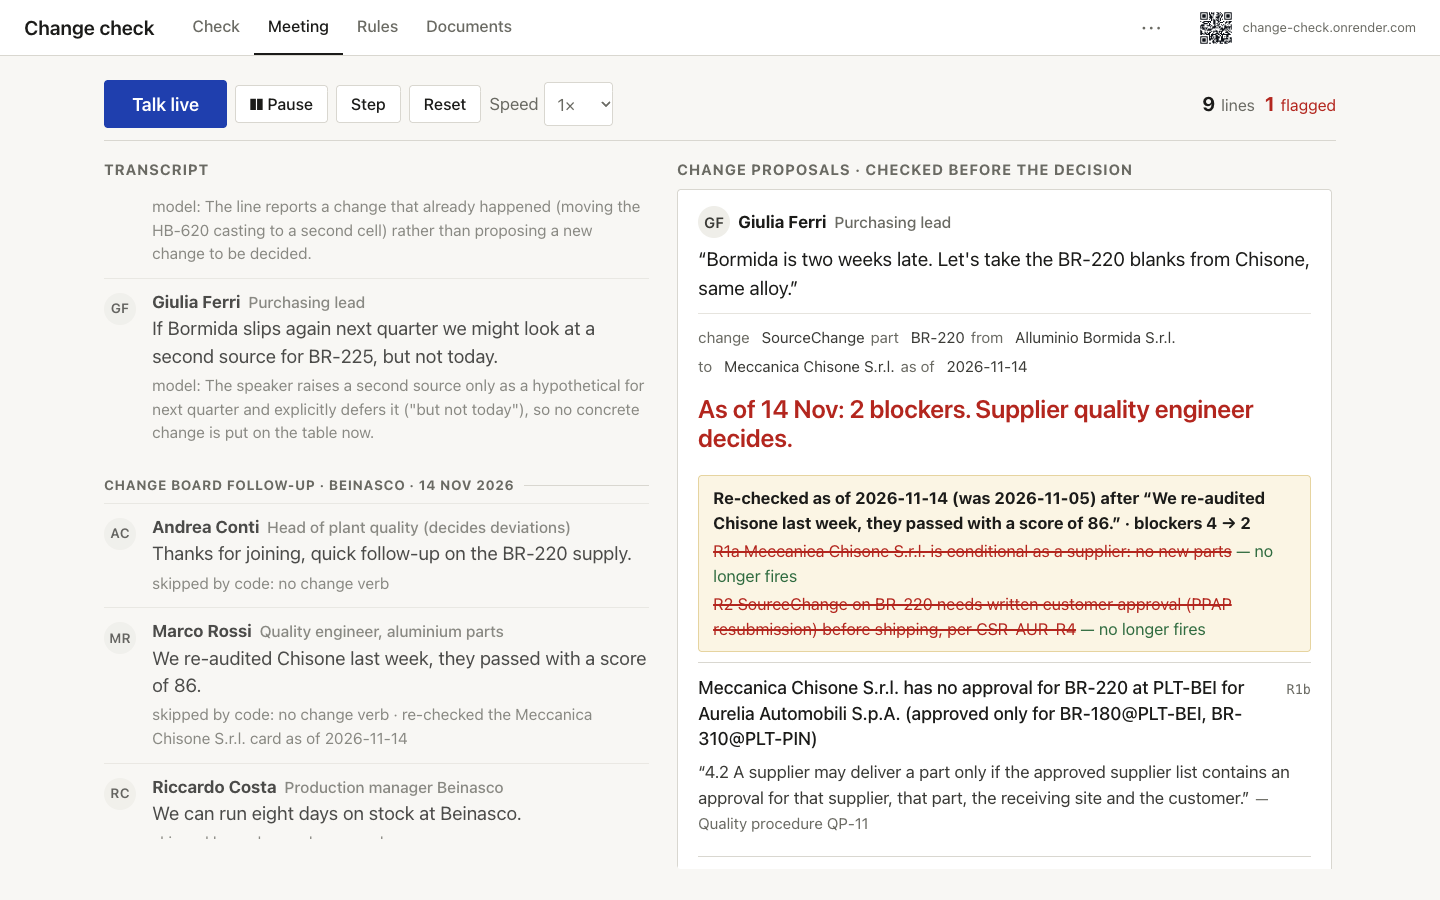 Change check
Check
Meeting
Rules
Documents
···
change-check.onrender.com
Talk live
Pause
Step
Reset
Speed
1×
9 lines 1 flagged
TRANSCRIPT
model: The line reports a change that already happened (moving the
HB-620 casting to a second cell) rather than proposing a new
change to be decided.
GF
Giulia Ferri Purchasing lead
If Bormida slips again next quarter we might look at a
second source for BR-225, but not today.
model: The speaker raises a second source only as a hypothetical for
next quarter and explicitly defers it ("but not today"), so no concrete
change is put on the table now.
CHANGE BOARD FOLLOW-UP · BEINASCO · 14 NOV 2026
AC
Andrea Conti Head of plant quality (decides deviations)
Thanks for joining, quick follow-up on the BR-220 supply.
skipped by code: no change verb
MR
Marco Rossi Quality engineer, aluminium parts
We re-audited Chisone last week, they passed with a score
of 86.
skipped by code: no change verb · re-checked the Meccanica
Chisone S.r.l. card as of 2026-11-14
RC
Riccardo Costa Production manager Beinasco
We can run eight days on stock at Beinasco.
CHANGE PROPOSALS · CHECKED BEFORE THE DECISION
GF
Giulia Ferri Purchasing lead
“Bormida is two weeks late. Let's take the BR-220 blanks from Chisone,
same alloy.”
change SourceChange part BR-220 from Alluminio Bormida S.r.l.
to Meccanica Chisone S.r.l. as of 2026-11-14
As of 14 Nov: 2 blockers. Supplier quality engineer
decides.
Re-checked as of 2026-11-14 (was 2026-11-05) after “We re-audited
Chisone last week, they passed with a score of 86.” · blockers 4 → 2
R1a Meccanica Chisone S.r.l. is conditional as a supplier: no new parts — no
longer fires
R2 SourceChange on BR-220 needs written customer approval (PPAP
resubmission) before shipping, per CSR-AUR-R4 — no longer fires
Meccanica Chisone S.r.l. has no approval for BR-220 at PLT-BEI for
Aurelia Automobili S.p.A. (approved only for BR-180@PLT-BEI, BR-
310@PLT-PIN)
R1b
“4.2 A supplier may deliver a part only if the approved supplier list contains an
approval for that supplier, that part, the receiving site and the customer.” —
Quality procedure QP-11